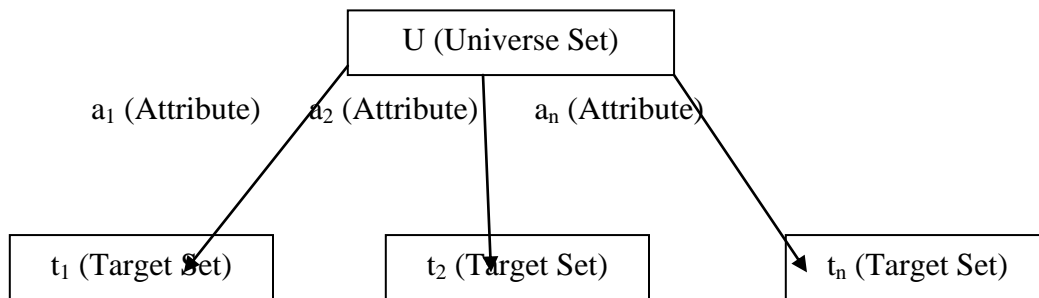 U (Universe Set)
a₁ (Attribute) a₂ (Attribute) aₙ (Attribute)
t₁ (Target Set) t₂ (Target Set) tₙ (Target Set)